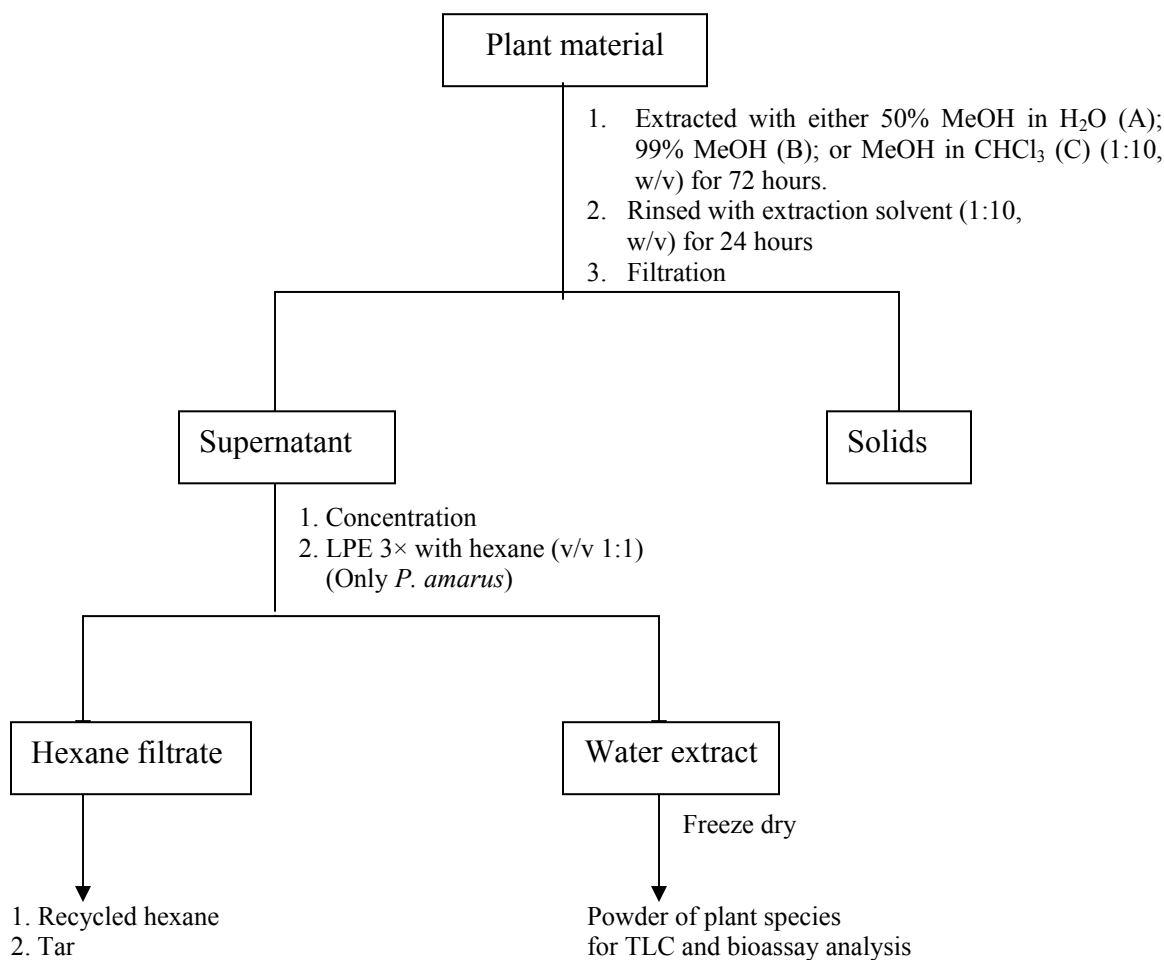 Plant material
1. Extracted with either 50% MeOH in H₂O (A);
99% MeOH (B); or MeOH in CHCl₃ (C) (1:10,
w/v) for 72 hours.
2. Rinsed with extraction solvent (1:10,
w/v) for 24 hours
3. Filtration
Supernatant
Solids
1. Concentration
2. LPE 3× with hexane (v/v 1:1)
(Only P. amarus)
Hexane filtrate
Water extract
Freeze dry
1. Recycled hexane
2. Tar
Powder of plant species
for TLC and bioassay analysis